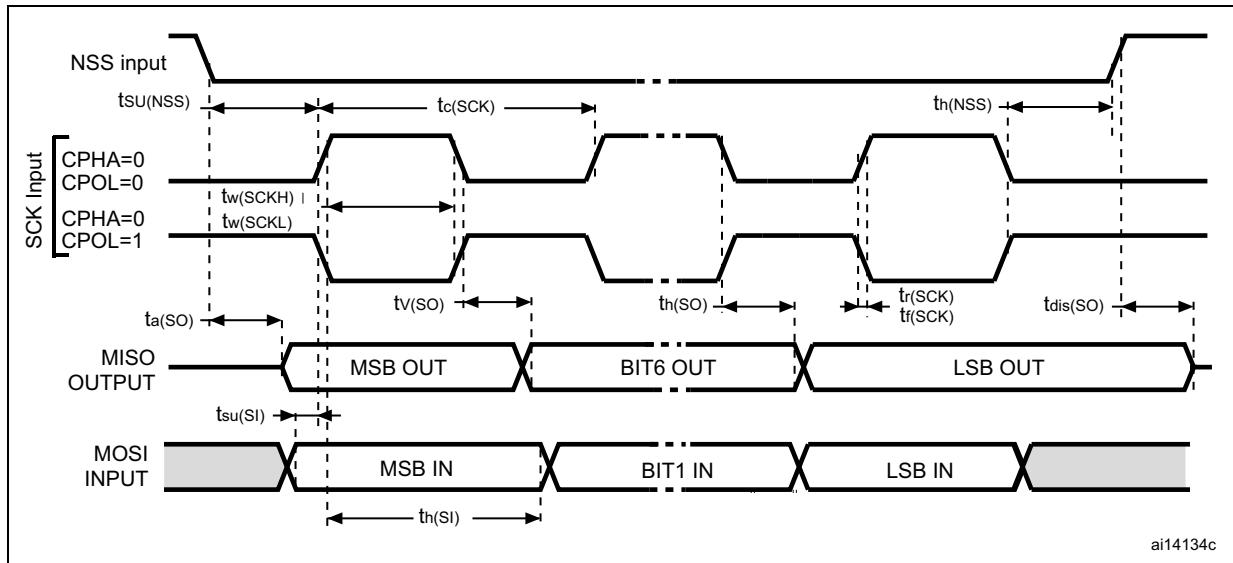 NSS input
tSU(NSS)
tc(SCK)
th(NSS)
SCK Input
CPHA=0
CPOL=0
tw(SCKH)
CPHA=0
tw(SCKL)
CPOL=1
tV(SO)
th(SO)
tr(SCK)
tf(SCK)
ta(SO)
tdis(SO)
MISO
OUTPUT
MSB OUT
BIT6 OUT
LSB OUT
tsu(SI)
MOSI
INPUT
MSB IN
BIT1 IN
LSB IN
th(SI)
ai14134c